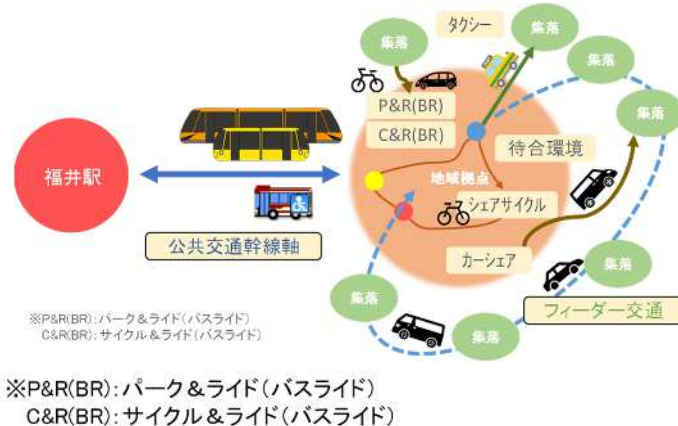 集落
タクシー
集落
集落
集落
P&R(BR)
C&R(BR)
待合環境
福井駅
地域拠点
シェアサイクル
公共交通幹線軸
カーシェア
集落
集落
フィーダー交通
集落
※P&R(BR):パーク&ライド(バスライド)
C&R(BR):サイクル&ライド(バスライド)
※P&R(BR):パーク&ライド(バスライド)
C&R(BR):サイクル&ライド(バスライド)